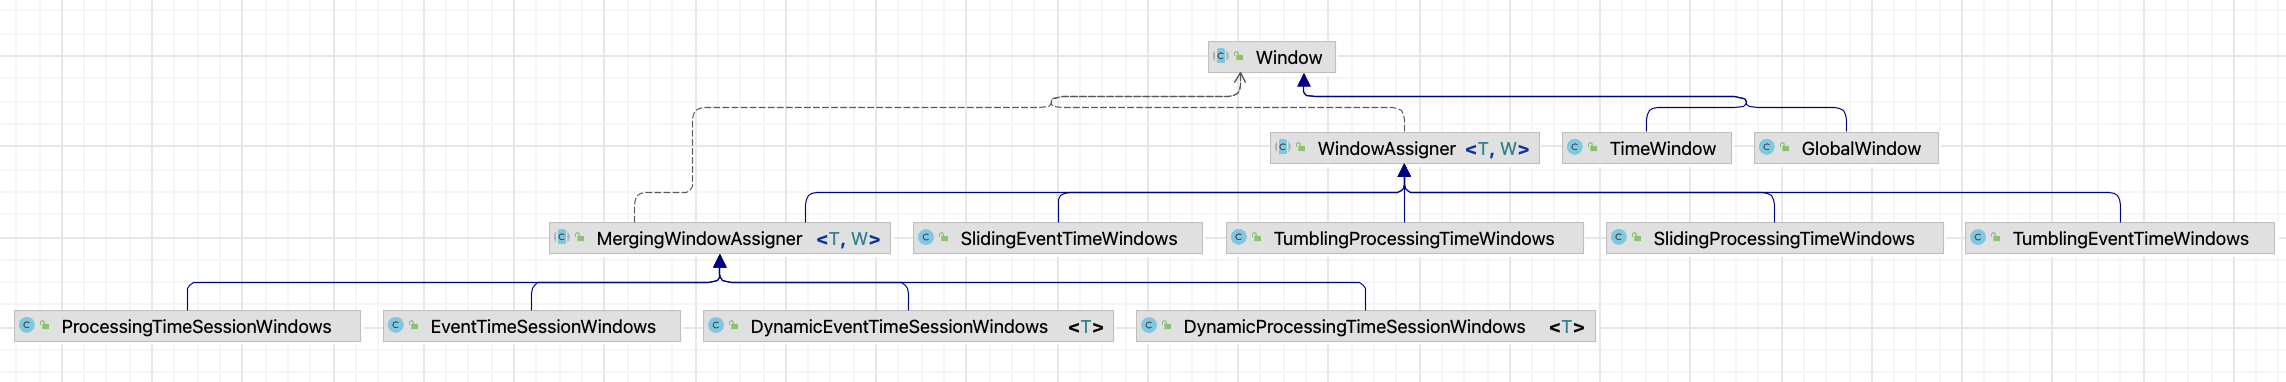 Window
WindowAssigner <T, W>
TimeWindow
GlobalWindow
MergingWindowAssigner <T, W>
SlidingEventTimeWindows
TumblingProcessingTimeWindows
SlidingProcessingTimeWindows
TumblingEventTimeWindows
ProcessingTimeSessionWindows
EventTimeSessionWindows
DynamicEventTimeSessionWindows <T>
DynamicProcessingTimeSessionWindows <T>